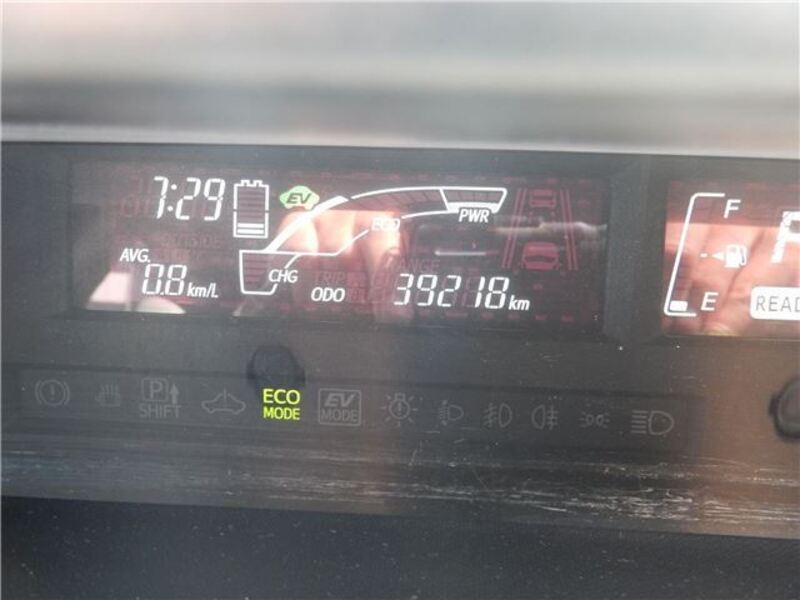 7:29
EV
ECO
PWR
F
AVG.
0.8 km/L
CHG
ODO 39218 km
E
READ
P
SHIFT
ECO
MODE
EV
MODE